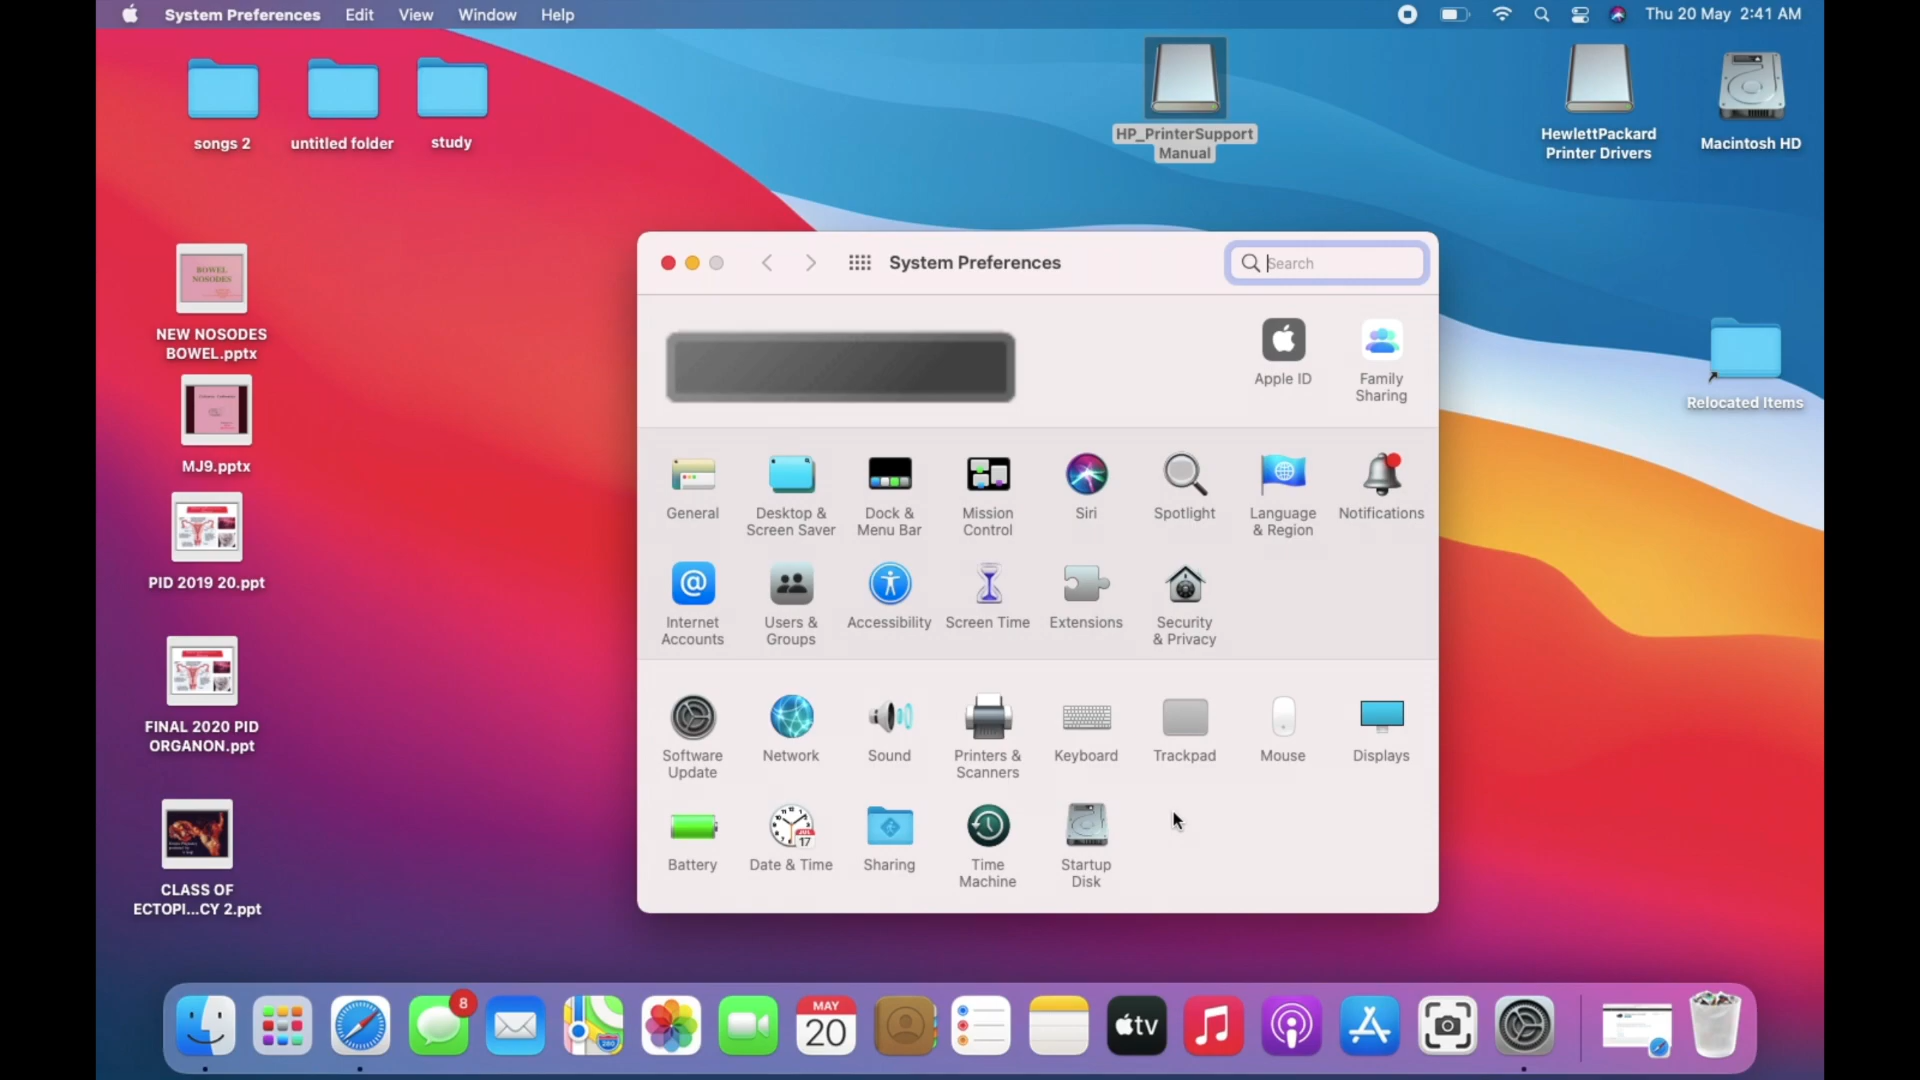 System Preferences Edit View Window Help
Thu 20 May 2:41 AM
songs 2
untitled folder
study
HP_PrinterSupport
Manual
HewlettPackard
Printer Drivers
Macintosh HD
BOWEL
NOSODES
NEW NOSODES
BOWEL.pptx
MJ9.pptx
PID 2019 20.ppt
FINAL 2020 PID
ORGANON.ppt
CLASS OF
ECTOPI...CY 2.ppt
Relocated Items
System Preferences
Search
Apple ID
Family
Sharing
General
Desktop &
Screen Saver
Dock &
Menu Bar
Mission
Control
Siri
Spotlight
Language
& Region
Notifications
Internet
Accounts
Users &
Groups
Accessibility
Screen Time
Extensions
Security
& Privacy
Software
Update
Network
Sound
Printers &
Scanners
Keyboard
Trackpad
Mouse
Displays
JUL
17
Battery
Date & Time
Sharing
Time
Machine
Startup
Disk
8
280
MAY
20
tv